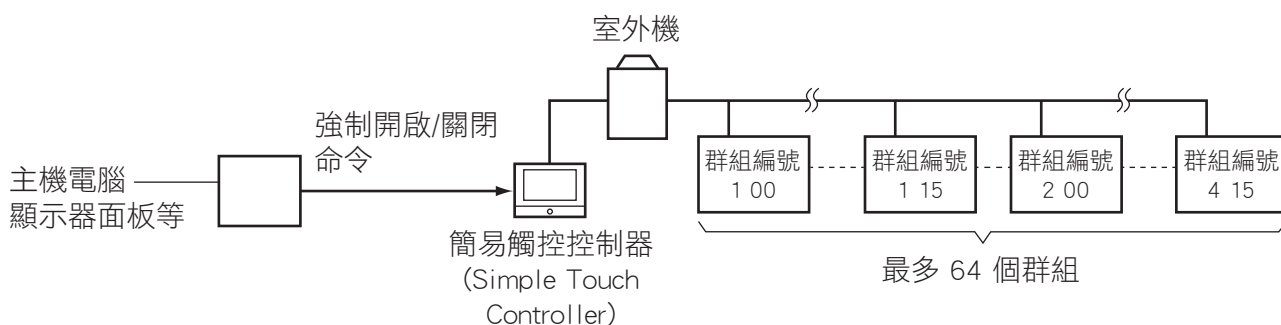 室外機
強制開啟/關閉
命令
主機電腦
顯示器面板等
簡易觸控控制器
(Simple Touch
Controller)
群組編號
1 00
群組編號
1 15
群組編號
2 00
群組編號
4 15
最多 64 個群組